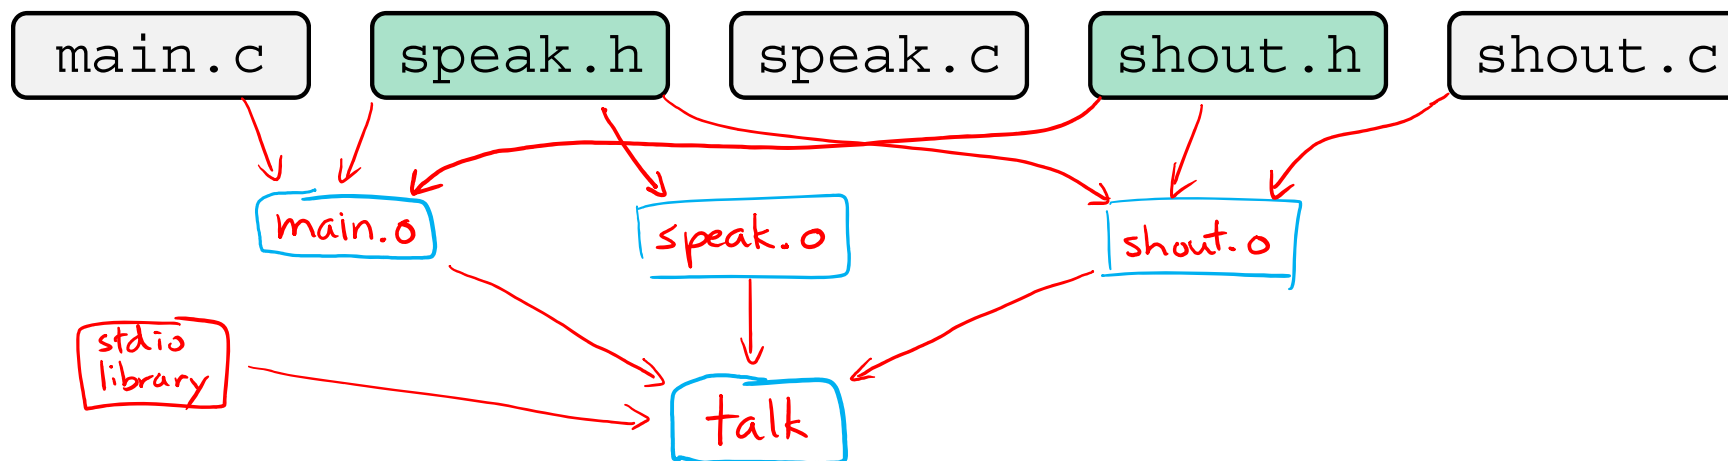 main.c
speak.h
speak.c
shout.h
shout.c
main.o
speak.o
shout.o
stdio
library
talk